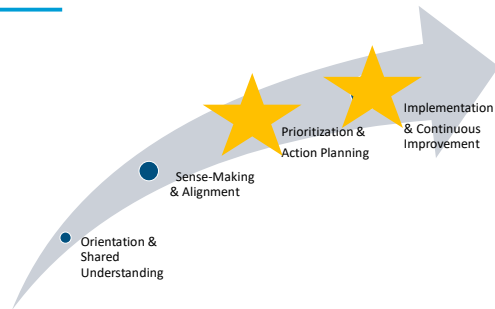 Implementation
& Continuous
Improvement
Prioritization &
Action Planning
Sense-Making
& Alignment
Orientation &
Shared
Understanding